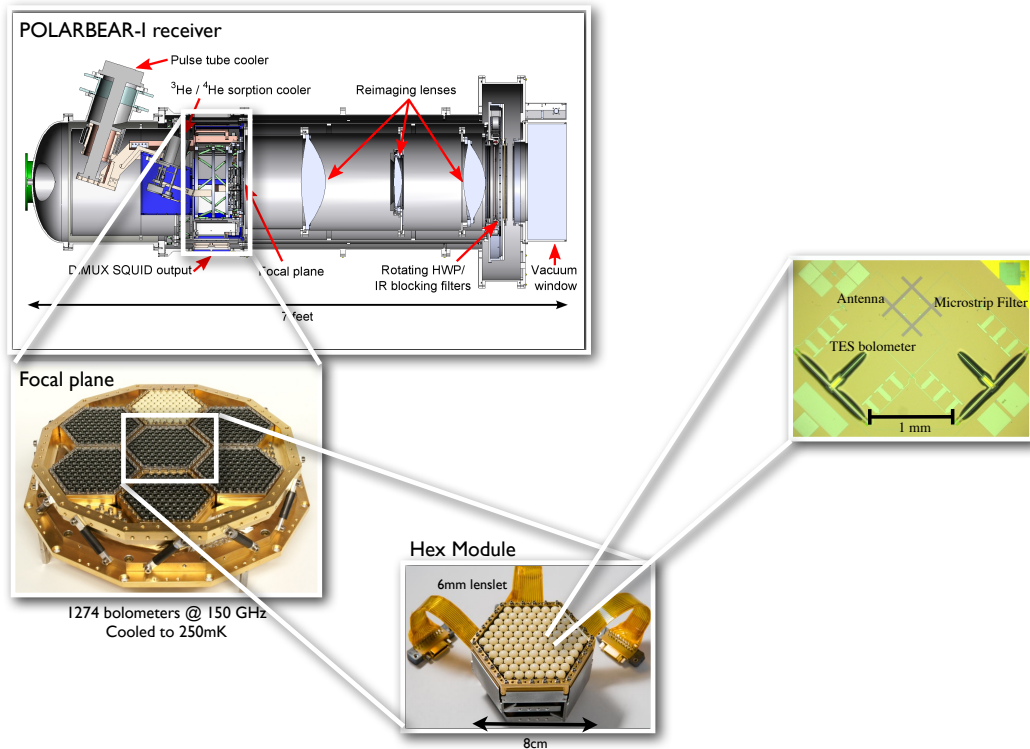 POLARBEAR-I receiver
Pulse tube cooler
3He / 4He sorption cooler
Reimaging lenses
DfMUX SQUID output
Focal plane
Rotating HWP/
IR blocking filters
Vacuum
window
7 feet
Antenna
Microstrip Filter
TES bolometer
1 mm
Focal plane
1274 bolometers @ 150 GHz
Cooled to 250mK
Hex Module
6mm lenslet
8cm